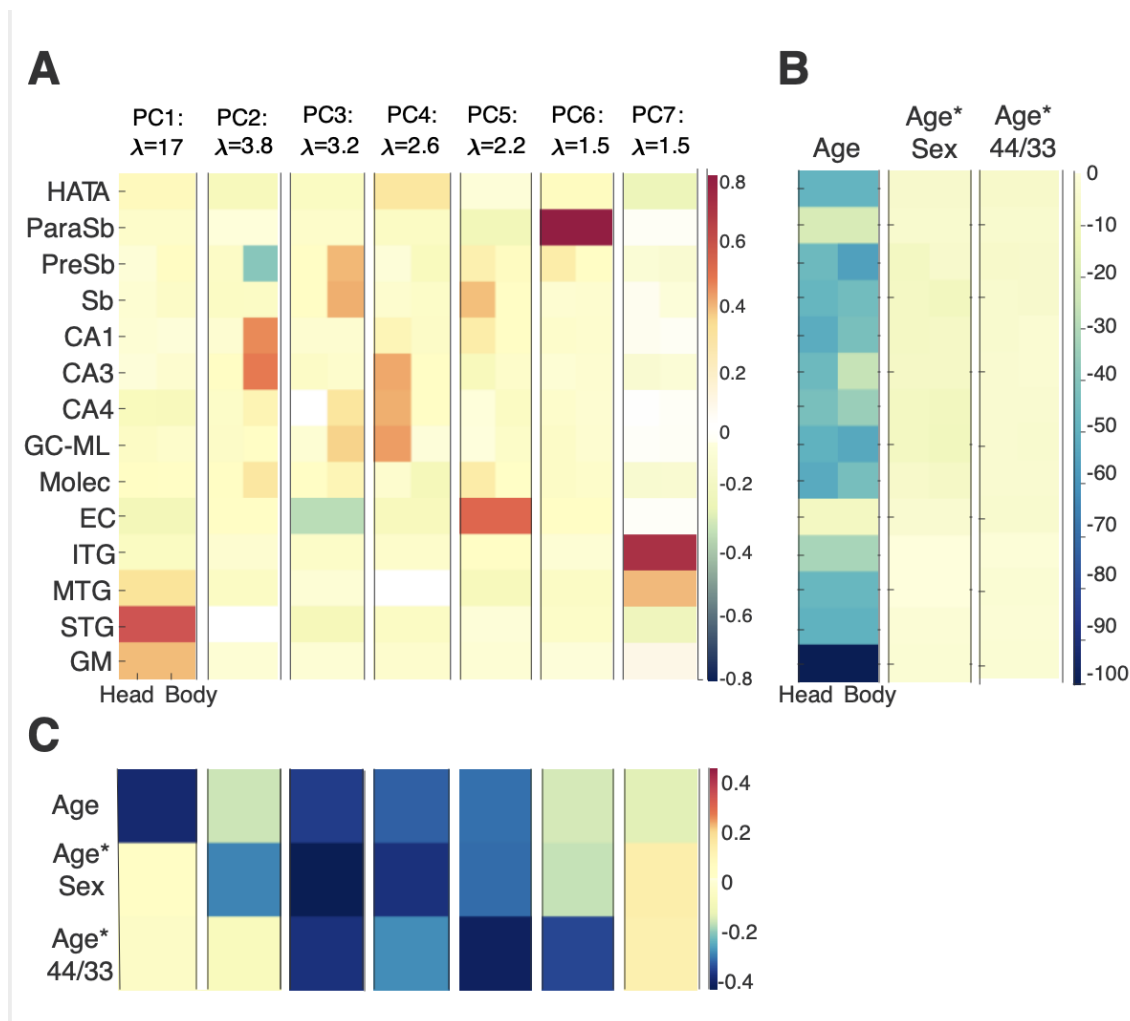 A
B
PC1: PC2: PC3: PC4: PC5: PC6: PC7:
λ=17 λ=3.8 λ=3.2 λ=2.6 λ=2.2 λ=1.5 λ=1.5
Age Age* Sex Age* 44/33
HATA
ParaSb
PreSb
Sb
CA1
CA3
CA4
GC-ML
Molec
EC
ITG
MTG
STG
GM
Head Body
0.8
0.6
0.4
0.2
0
-0.2
-0.4
-0.6
-0.8
0
-10
-20
-30
-40
-50
-60
-70
-80
-90
-100
Head Body
C
Age
Age*
Sex
Age*
44/33
0.4
0.2
0
-0.2
-0.4